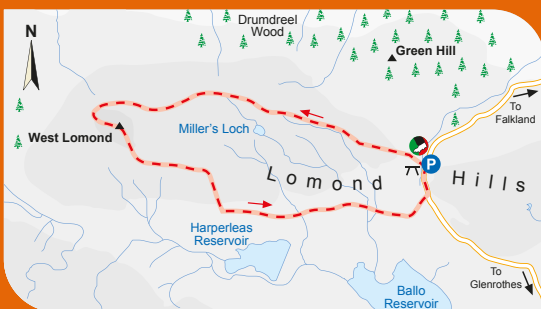 N
Drumdreel
Wood
Green Hill
To
Falkland
Miller's Loch
West Lomond
P
Lomond Hills
Harperleas
Reservoir
To
Glenrothes
Ballo
Reservoir